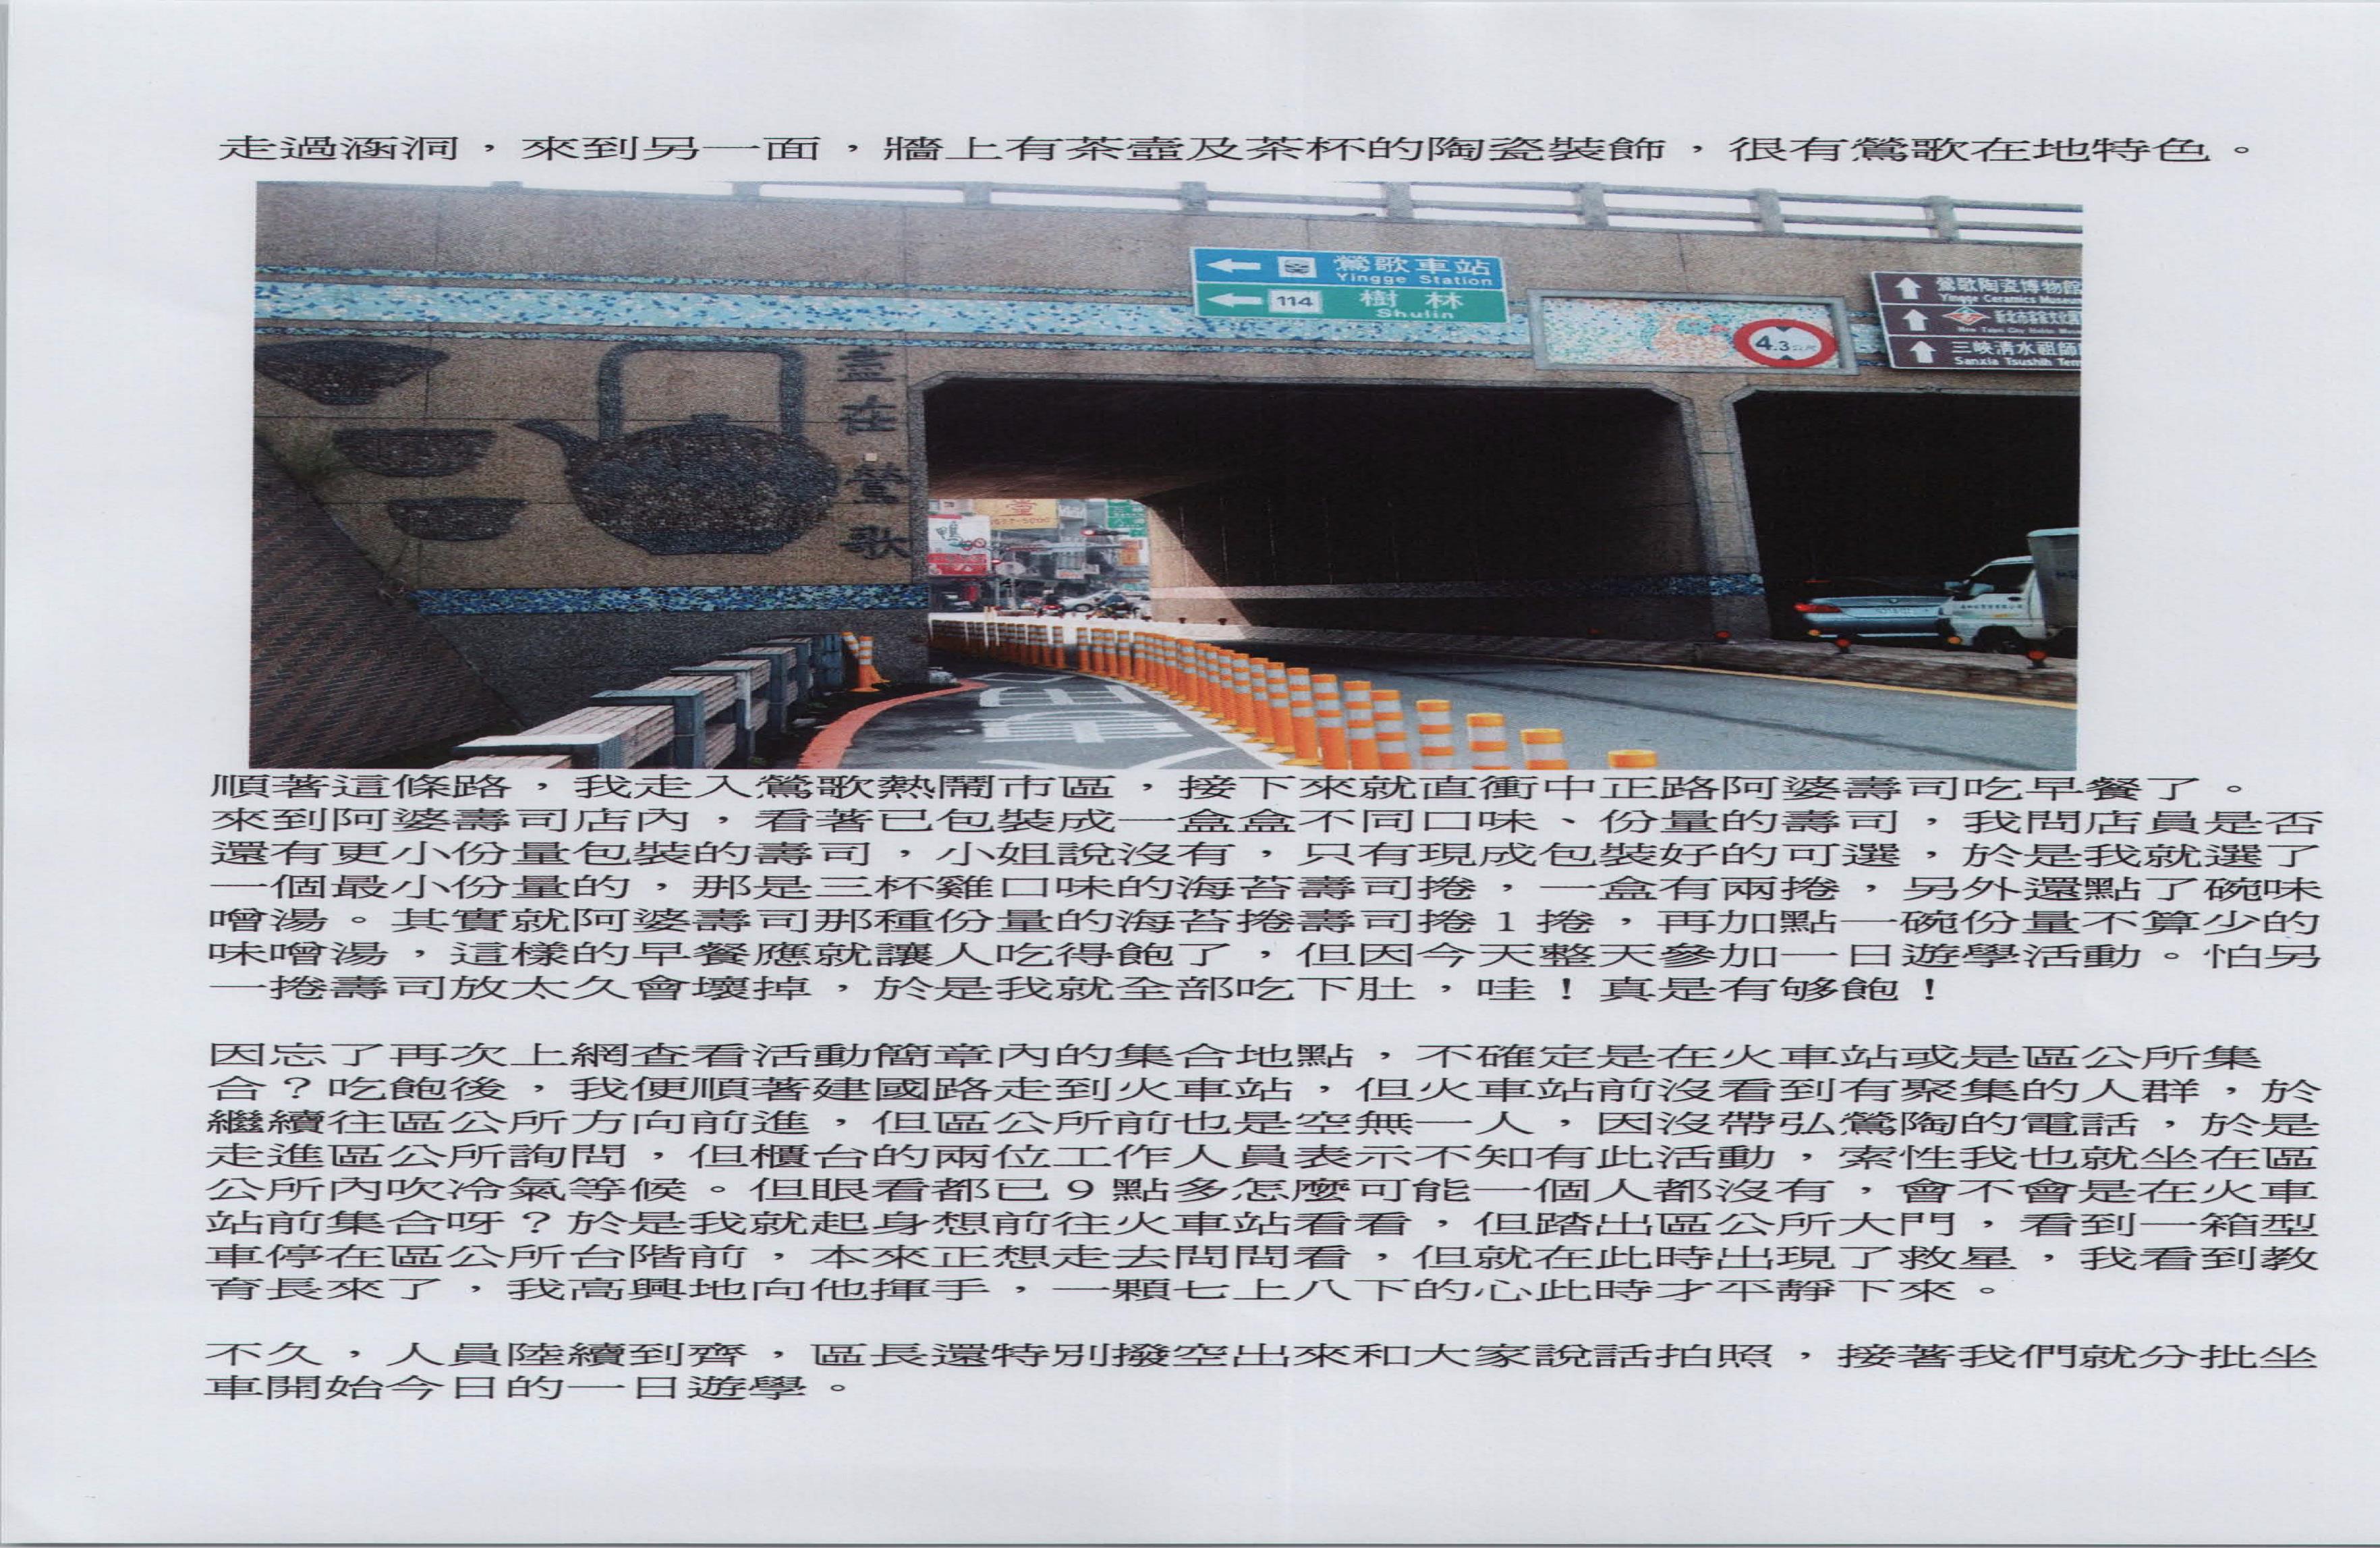 走過涵洞，來到另一面，牆上有茶壺及茶杯的陶瓷裝飾，很有鶯歌在地特色。
鶯歌車站
Yingge Station
114 樹林
Shulin
4.3公尺
鶯歌陶瓷博物館
Yingge Ceramics Museum
三峽清水祖師
Sanxia Tsushih Tem
壺在鶯歌
鴨
壺
順著這條路，我走入鶯歌熱鬧市區，接下來就直衝中正路阿婆壽司吃早餐了。
來到阿婆壽司店內，看著已包裝成一盒盒不同口味、份量的壽司，我問店員是否
還有更小份量包裝的壽司，小姐說沒有，只有現成包裝好的可選，於是我就選了
一個最小份量的，那是三杯雞口味的海苔壽司捲，一盒有兩捲，另外還點了碗味
噌湯。其實就阿婆壽司那種份量的海苔捲壽司捲 1 捲，再加點一碗份量不算少的
味噌湯，這樣的早餐應就讓人吃得飽了，但因今天整天參加一日遊學活動。怕另
一捲壽司放太久會壞掉，於是我就全部吃下肚，哇！真是有够飽！
因忘了再次上網查看活動簡章內的集合地點，不確定是在火車站或是區公所集
合？吃飽後，我便順著建國路走到火車站，但火車站前沒看到有聚集的人群，於
繼續往區公所方向前進，但區公所前也是空無一人，因沒帶弘鶯陶的電話，於是
走進區公所詢問，但櫃台的兩位工作人員表示不知有此活動，索性我也就坐在區
公所內吹冷氣等候。但眼看都已 9 點多怎麼可能一個人都沒有，會不會是在火車
站前集合呀？於是我就起身想前往火車站看看，但踏出區公所大門，看到一箱型
車停在區公所台階前，本來正想走去問問看，但就在此時出現了救星，我看到教
育長來了，我高興地向他揮手，一顆七上八下的心此時才平靜下來。
不久，人員陸續到齊，區長還特別撥空出來和大家說話拍照，接著我們就分批坐
車開始今日的一日遊學。